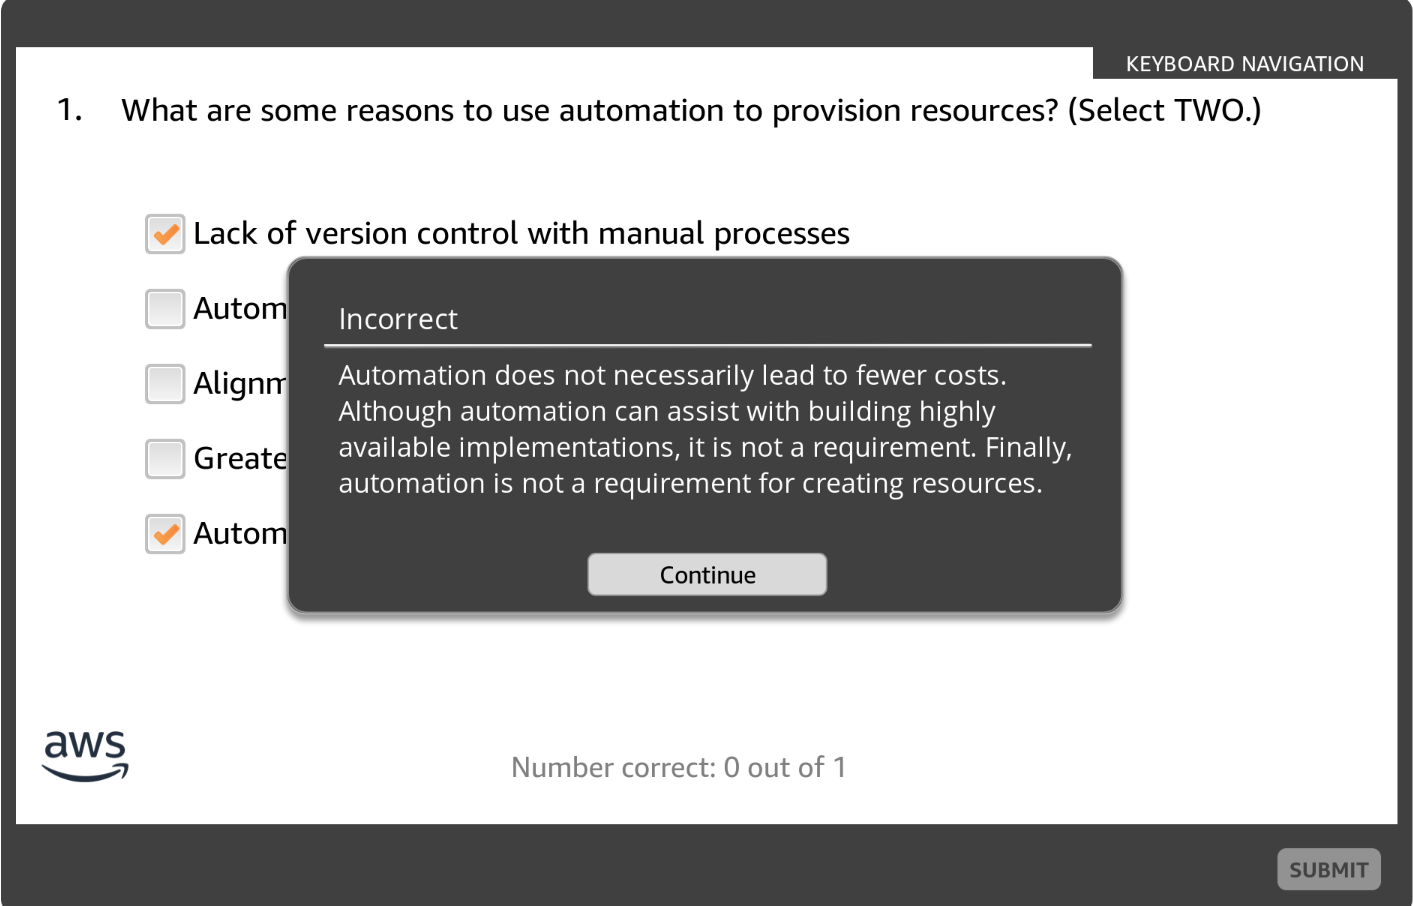 KEYBOARD NAVIGATION
1. What are some reasons to use automation to provision resources? (Select TWO.)
Lack of version control with manual processes
Autom
Alignm
Greate
Autom
Incorrect
Automation does not necessarily lead to fewer costs.
Although automation can assist with building highly
available implementations, it is not a requirement. Finally,
automation is not a requirement for creating resources.
Continue
aws
Number correct: 0 out of 1
SUBMIT